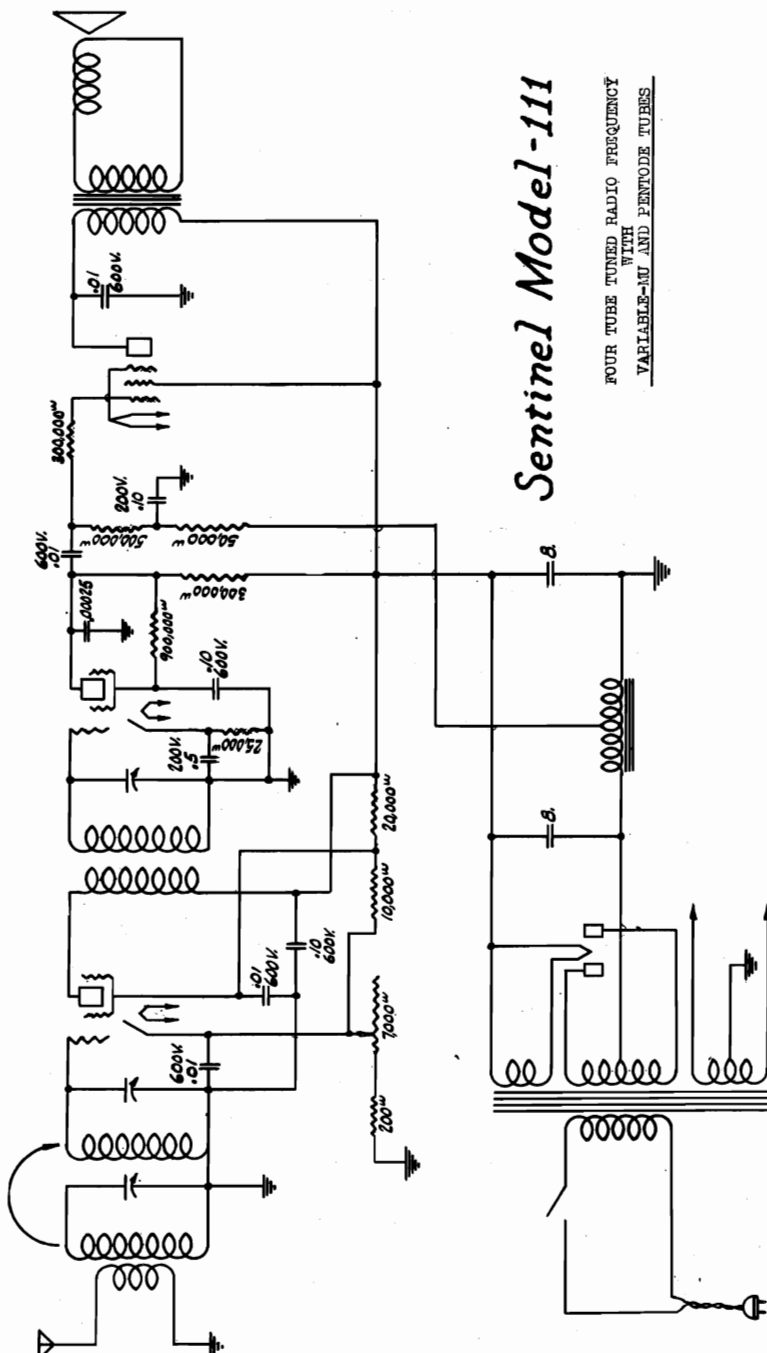 Sentinel Model-111
FOUR TUBE TUNED RADIO FREQUENCY
WITH
VARIABLE-MU AND PENTODE TUBES
600V.
.01
.00025
900,000ω
.10
600V.
200V.
.5
25,000ω
300,000ω
500,000ω
50,000ω
200V.
.10
300,000ω
.01
600V.
600V.
.01
.01
600V.
.10
600V.
200ω
7,000ω
10,000ω
20,000ω
8.
8.